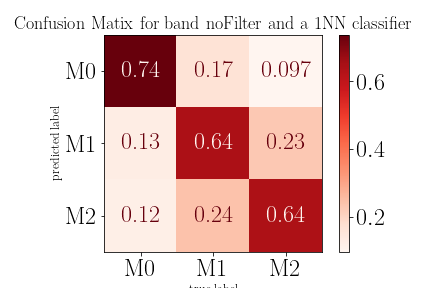 Confusion Matix for band noFilter and a 1NN classifier
M0 0.74 0.17 0.097
M1 0.13 0.64 0.23
M2 0.12 0.24 0.64
M0 M1 M2
predicted label
true label
0.6
0.4
0.2